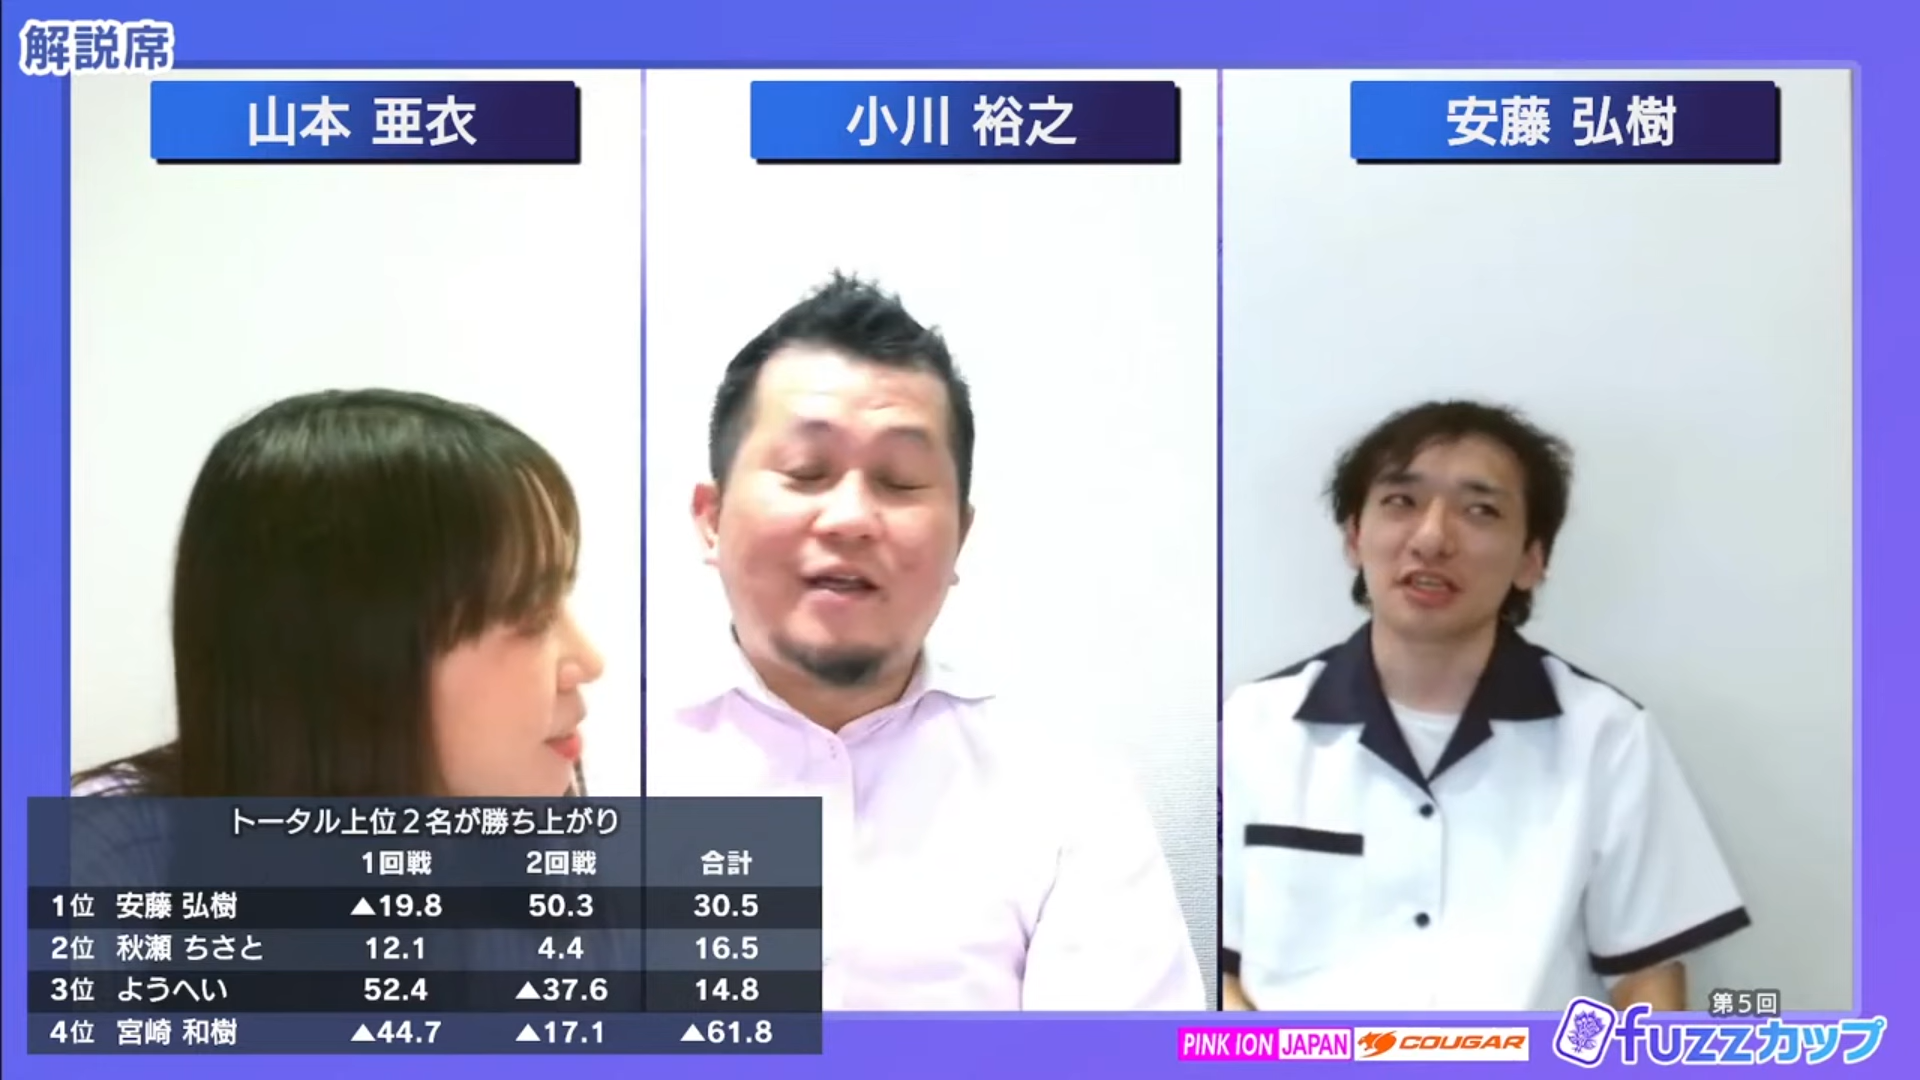 解説席
山本 亜衣
小川 裕之
安藤 弘樹
トータル上位2名が勝ち上がり
1回戦 2回戦 合計
1位 安藤 弘樹 ▲19.8 50.3 30.5
2位 秋瀬 ちさと 12.1 4.4 16.5
3位 ようへい 52.4 ▲37.6 14.8
4位 宮崎 和樹 ▲44.7 ▲17.1 ▲61.8
PINK ION JAPAN COUGAR
第5回
fuzzカップ